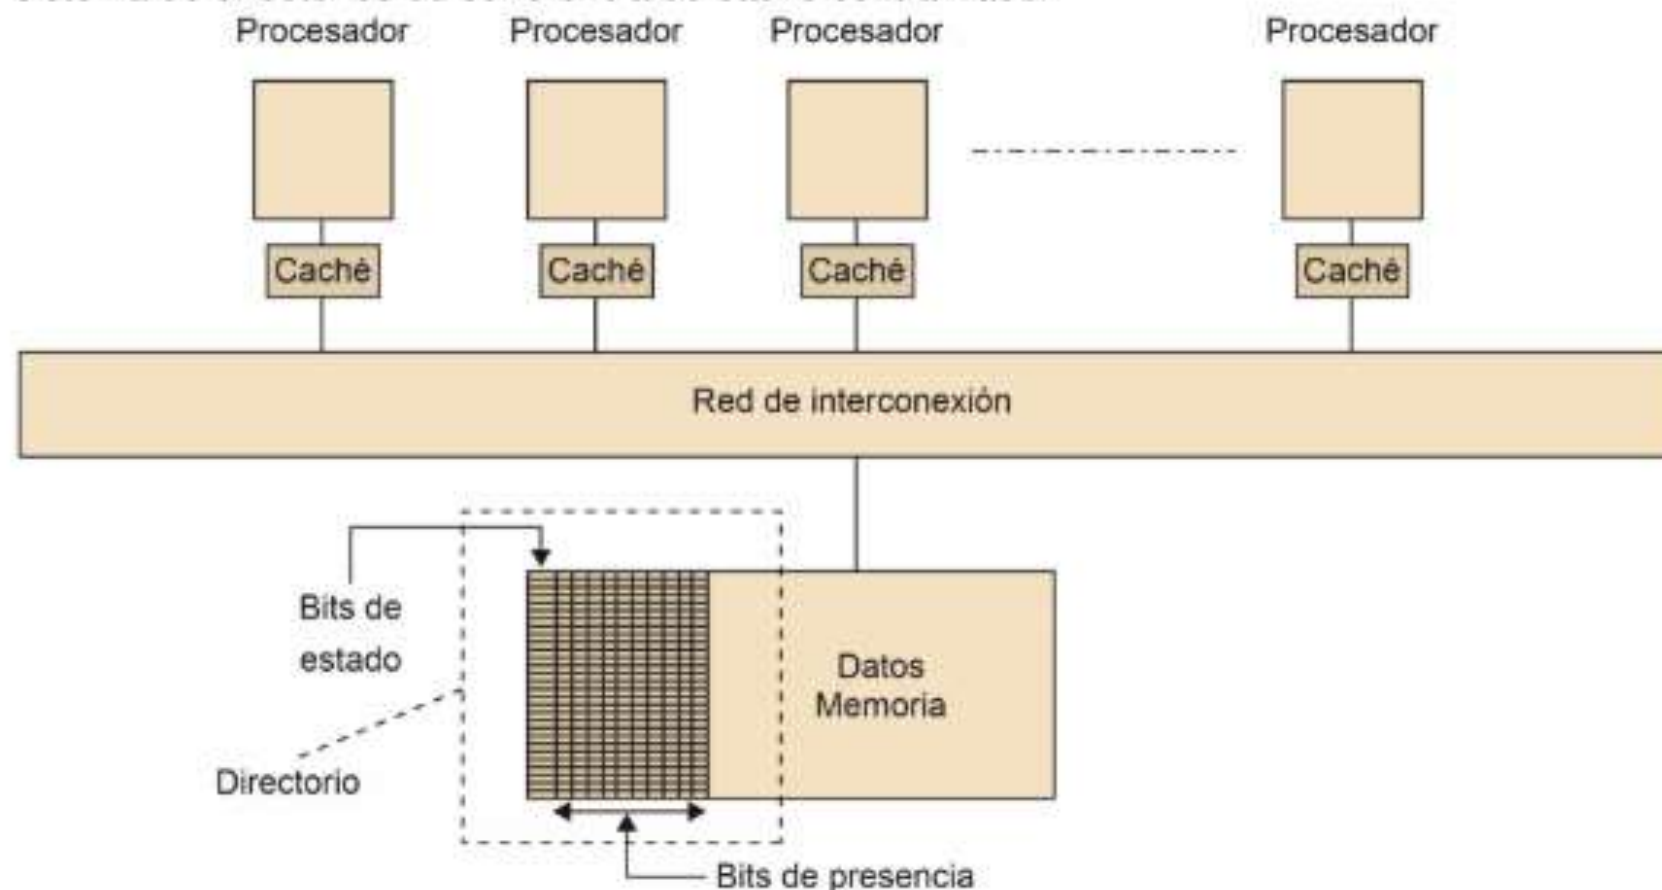 Procesador Procesador Procesador Procesador
Caché Caché Caché Caché
Red de interconexión
Bits de
estado
Datos
Memoria
Directorio
Bits de presencia